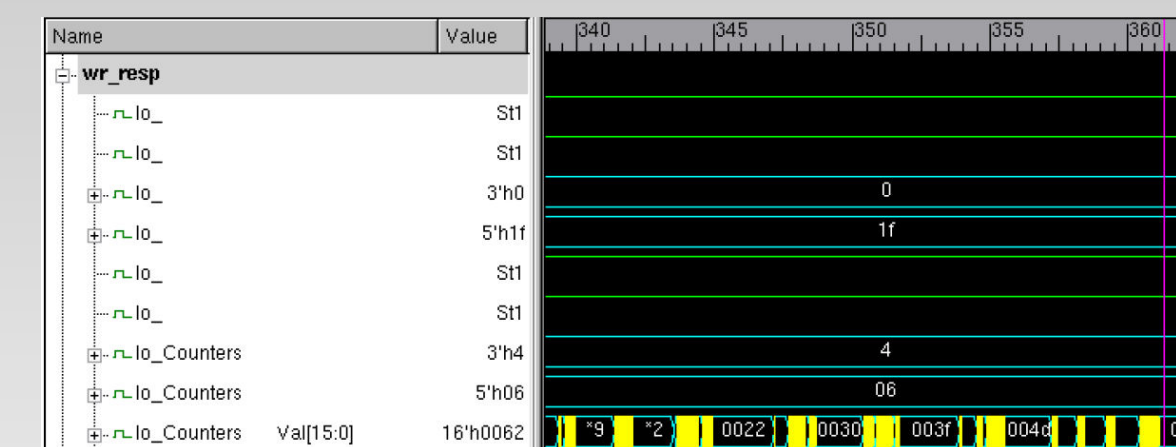 Name Value 340 345 350 355 360
wr_resp
lo_ St1
lo_ St1
lo_ 3'h0 0
lo_ 5'h1f 1f
lo_ St1
lo_ St1
lo_Counters 3'h4 4
lo_Counters 5'h06 06
lo_Counters Val[15:0] 16'h0062 *9 *2 0022 0030 003f 004d